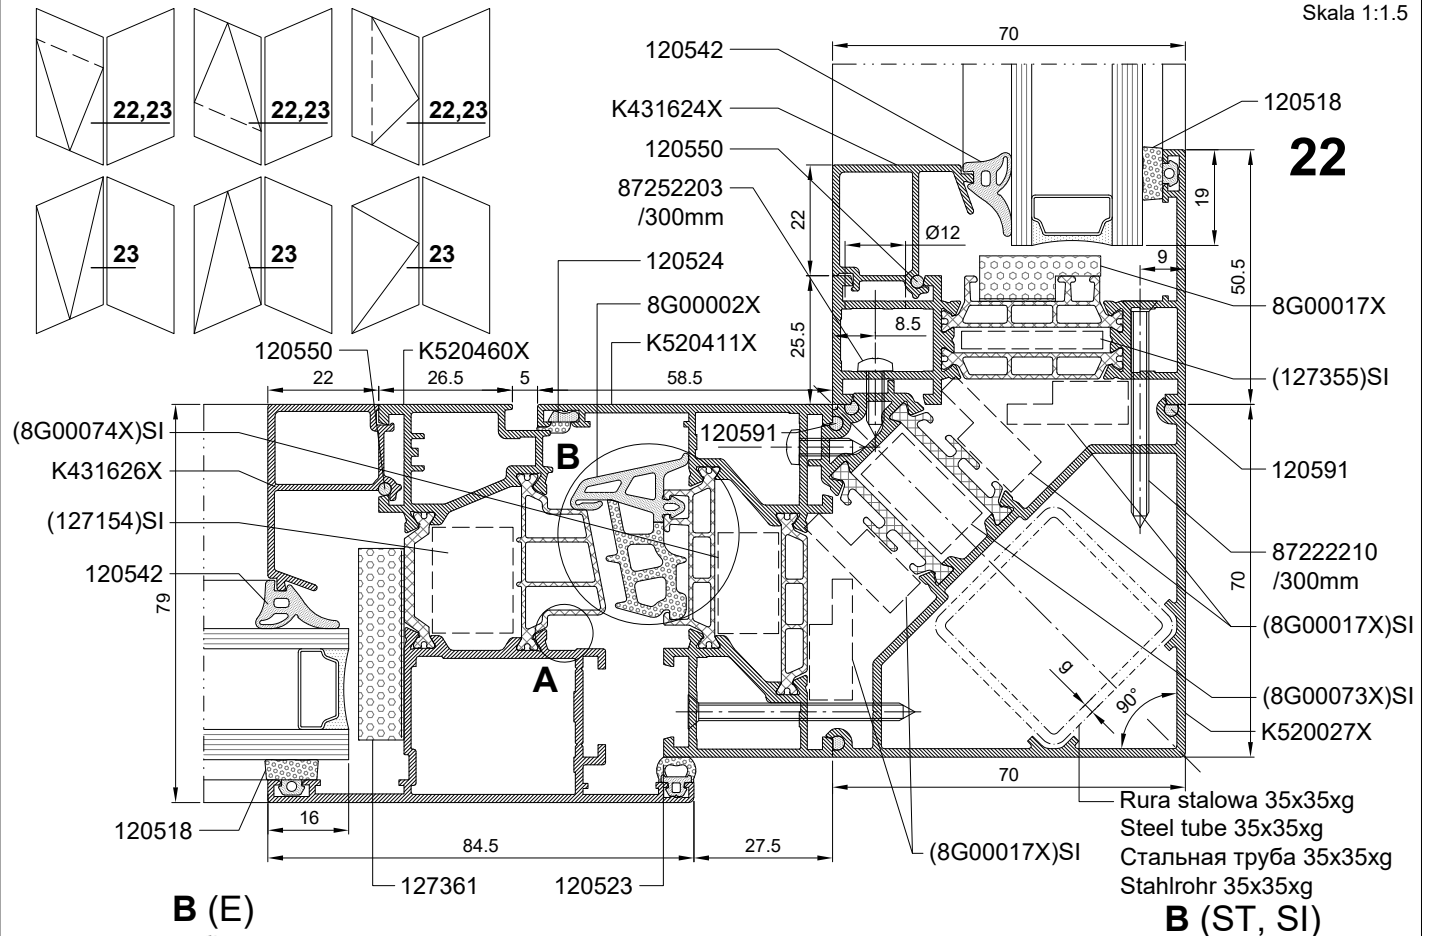 Skala 1:1.5
22,23
22,23
22,23
23
23
23
22
120542
K431624X
120550
87252203
/300mm
120524
8G00002X
K520411X
120550
K520460X
70
120518
22
Ø12
19
9
50.5
8G00017X
25.5
8.5
(127355)SI
22
26.5
5
58.5
(8G00074X)SI
K431626X
(127154)SI
120542
79
B
A
120591
120591
87222210
/300mm
70
(8G00017X)SI
(8G00073X)SI
K520027X
g
90°
70
120518
16
84.5
27.5
127361
120523
(8G00017X)SI
Rura stalowa 35x35xg
Steel tube 35x35xg
Стальная труба 35x35xg
Stahlrohr 35x35xg
B (E)
B (ST, SI)